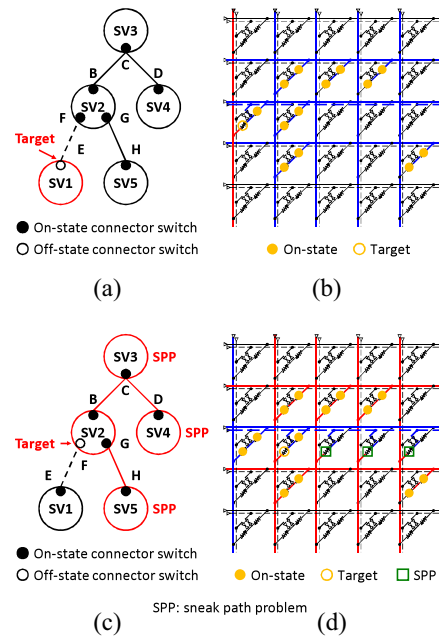 (a)
SV3
C
B
D
F
SV2
SV4
G
Target
E
H
SV1
SV5
On-state connector switch
Off-state connector switch
(a)
(b)
On-state
Target
(b)
(c)
SV3
SPP
C
B
D
SV2
SV4
SPP
Target
G
F
E
H
SV1
SV5
SPP
On-state connector switch
Off-state connector switch
(c)
(d)
On-state
Target
SPP
SPP: sneak path problem
(d)